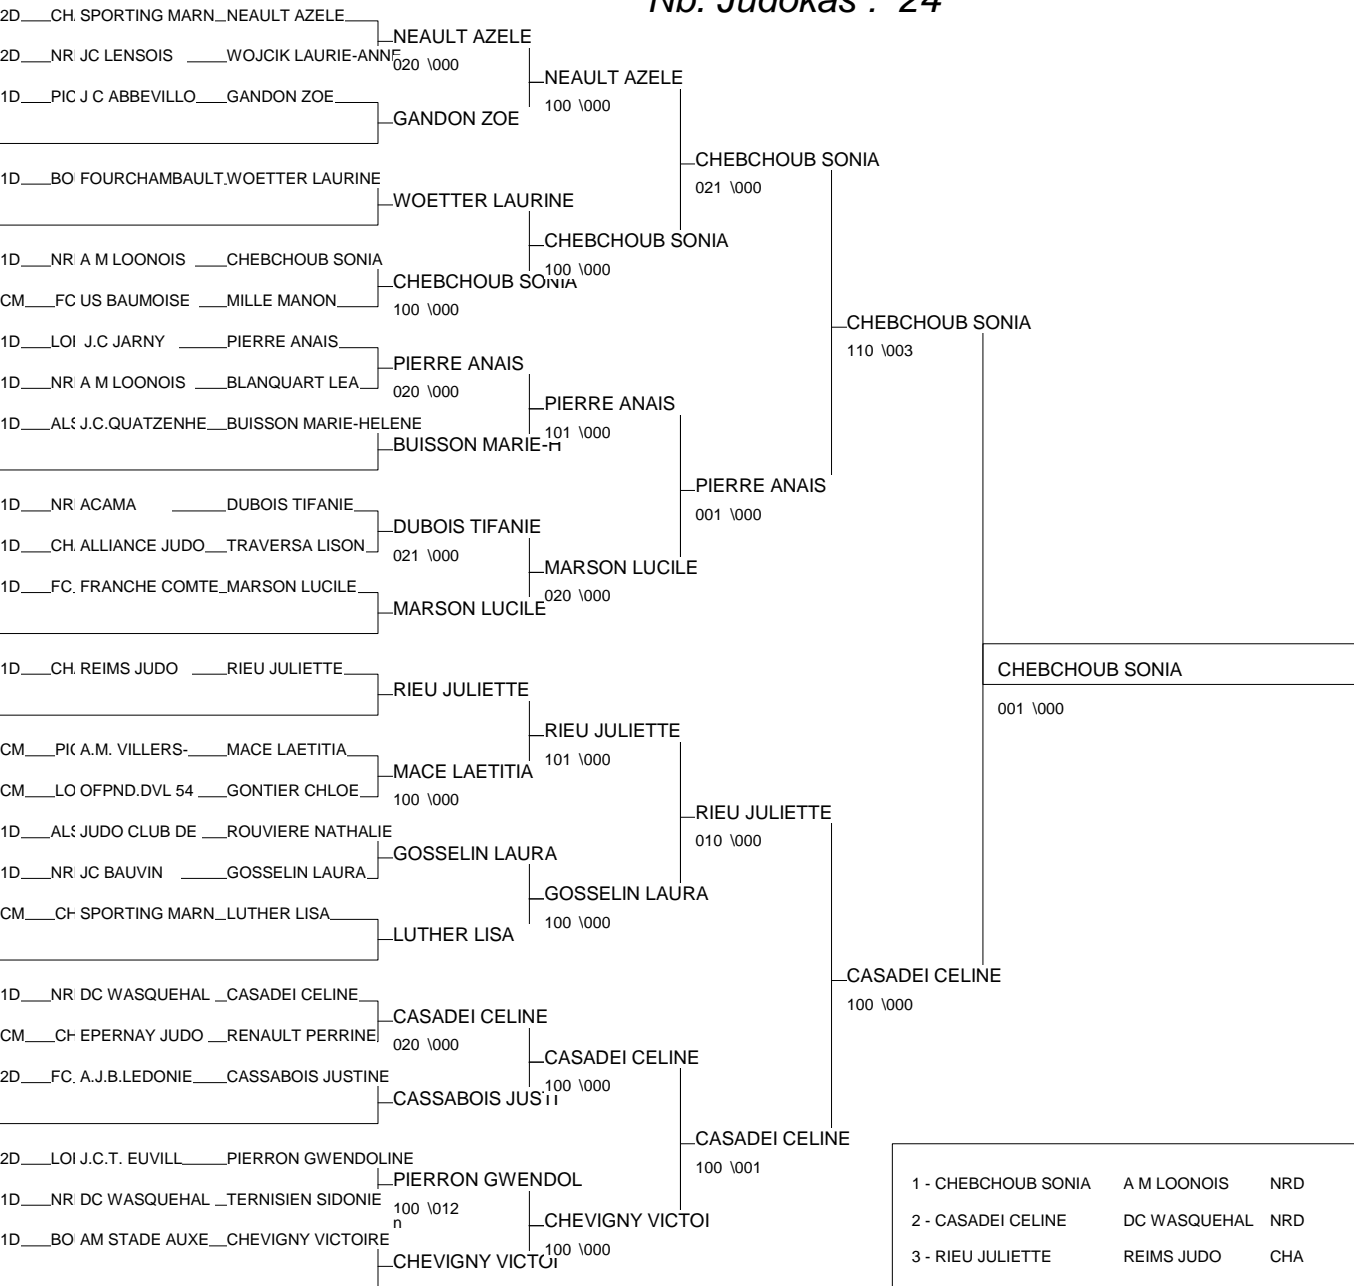 Nb. Judokas : 24
2D CH SPORTING MARN NEAULT AZELE
NEAULT AZELE
2D NR JC LENSOIS WOJCIK LAURIE-ANNE
020 \000
NEAULT AZELE
1D PIC J C ABBEVILLO GANDON ZOE
100 \000
GANDON ZOE
CHEBCHOUB SONIA
1D BO FOURCHAMBAULT WOETTER LAURINE
021 \000
WOETTER LAURINE
CHEBCHOUB SONIA
1D NR A M LOONOIS CHEBCHOUB SONIA
100 \000
CHEBCHOUB SONIA
CM FC US BAUMOISE MILLE MANON
100 \000
CHEBCHOUB SONIA
1D LOI J.C JARNY PIERRE ANAIS
110 \003
PIERRE ANAIS
1D NR A M LOONOIS BLANQUART LEA
020 \000
PIERRE ANAIS
1D ALS J.C.QUATZENHE BUISSON MARIE-HELENE
101 \000
BUISSON MARIE-H
PIERRE ANAIS
1D NR ACAMA DUBOIS TIFANIE
001 \000
DUBOIS TIFANIE
1D CH ALLIANCE JUDO TRAVERSA LISON
021 \000
MARSON LUCILE
1D FC FRANCHE COMTE MARSON LUCILE
020 \000
MARSON LUCILE
1D CH REIMS JUDO RIEU JULIETTE
CHEBCHOUB SONIA
RIEU JULIETTE
001 \000
RIEU JULIETTE
CM PIC A.M. VILLERS- MACE LAETITIA
101 \000
MACE LAETITIA
CM LO OFPND.DVL 54 GONTIER CHLOE
100 \000
RIEU JULIETTE
1D ALS JUDO CLUB DE ROUVIERE NATHALIE
010 \000
GOSSELIN LAURA
1D NR JC BAUVIN GOSSELIN LAURA
GOSSELIN LAURA
CM CH SPORTING MARN LUTHER LISA
100 \000
LUTHER LISA
CASADEI CELINE
1D NR DC WASQUEHAL CASADEI CELINE
100 \000
CASADEI CELINE
CM CH EPERNAY JUDO RENAULT PERRINE
020 \000
CASADEI CELINE
2D FC A.J.B.LEDONIE CASSABOIS JUSTINE
100 \000
CASSABOIS JUSTI
CASADEI CELINE
2D LOI J.C.T. EUVILL PIERRON GWENDOLINE
100 \001
PIERRON GWENDOL
1 - CHEBCHOUB SONIA A M LOONOIS NRD
1D NR DC WASQUEHAL TERNISIEN SIDONIE
100 \012
n
CHEVIGNY VICTOI
2 - CASADEI CELINE DC WASQUEHAL NRD
1D BO AM STADE AUXE CHEVIGNY VICTOIRE
100 \000
CHEVIGNY VICTOI
3 - RIEU JULIETTE REIMS JUDO CHA